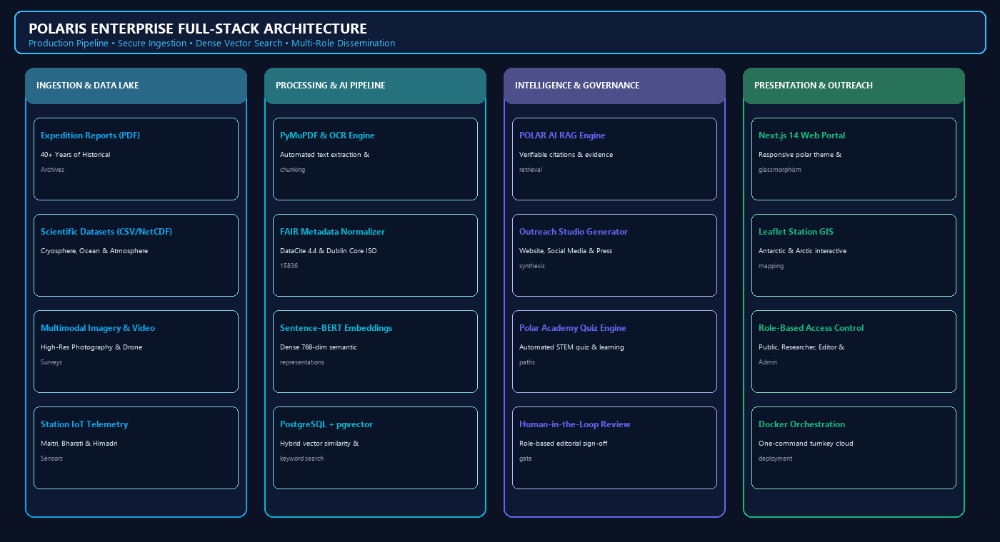 POLARIS ENTERPRISE FULL-STACK ARCHITECTURE
Production Pipeline • Secure Ingestion • Dense Vector Search • Multi-Role Dissemination
INGESTION & DATA LAKE
Expedition Reports (PDF)
40+ Years of Historical
Archives
Scientific Datasets (CSV/NetCDF)
Cryosphere, Ocean & Atmosphere
Multimodal Imagery & Video
High-Res Photography & Drone
Surveys
Station IoT Telemetry
Maitri, Bharati & Himadri
Sensors
PROCESSING & AI PIPELINE
PyMuPDF & OCR Engine
Automated text extraction &
chunking
FAIR Metadata Normalizer
DataCite 4.4 & Dublin Core ISO
15836
Sentence-BERT Embeddings
Dense 768-dim semantic
representations
PostgreSQL + pgvector
Hybrid vector similarity &
keyword search
INTELLIGENCE & GOVERNANCE
POLAR AI RAG Engine
Verifiable citations & evidence
retrieval
Outreach Studio Generator
Website, Social Media & Press
synthesis
Polar Academy Quiz Engine
Automated STEM quiz & learning
paths
Human-in-the-Loop Review
Role-based editorial sign-off
gate
PRESENTATION & OUTREACH
Next.js 14 Web Portal
Responsive polar theme &
glassmorphism
Leaflet Station GIS
Antarctic & Arctic interactive
mapping
Role-Based Access Control
Public, Researcher, Editor &
Admin
Docker Orchestration
One-command turnkey cloud
deployment